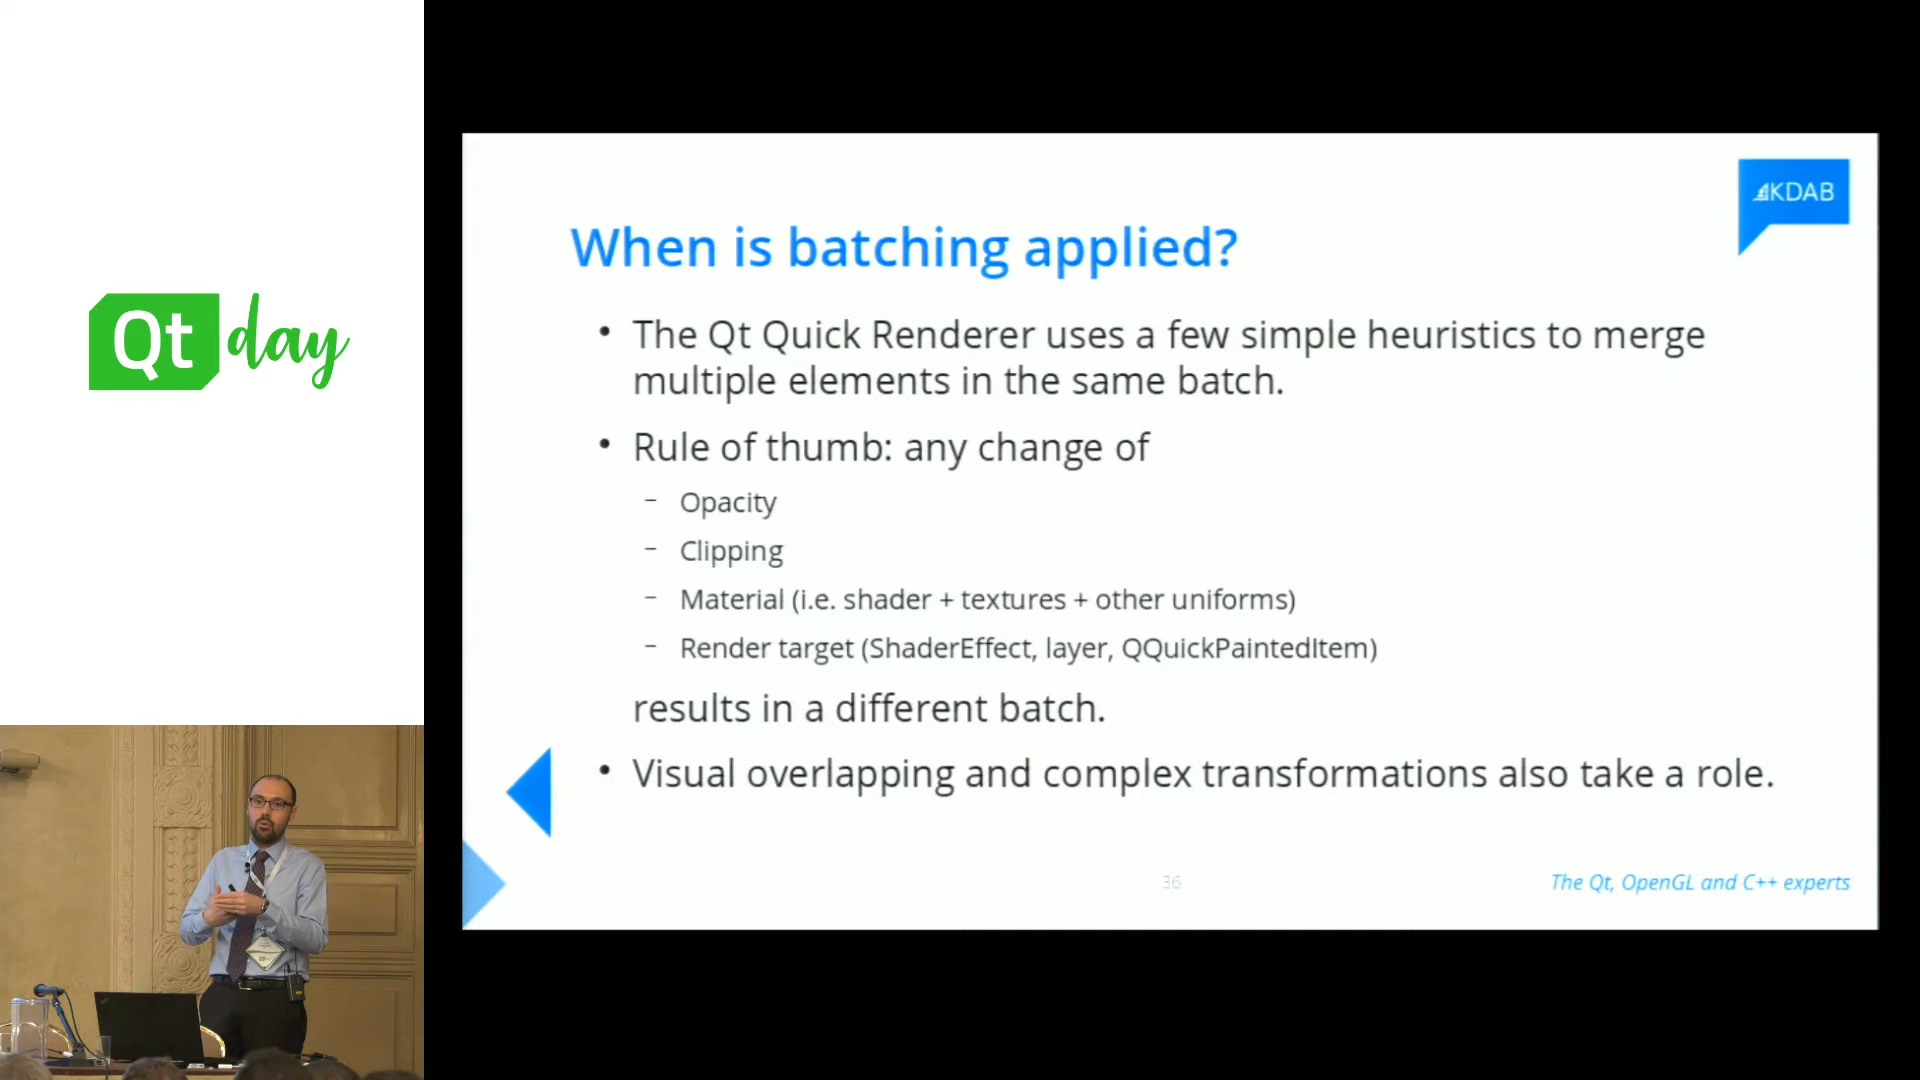 Qt day
KDAB
When is batching applied?
• The Qt Quick Renderer uses a few simple heuristics to merge
multiple elements in the same batch.
• Rule of thumb: any change of
– Opacity
– Clipping
– Material (i.e. shader + textures + other uniforms)
– Render target (ShaderEffect, layer, QQuickPaintedItem)
results in a different batch.
• Visual overlapping and complex transformations also take a role.
36
The Qt, OpenGL and C++ experts